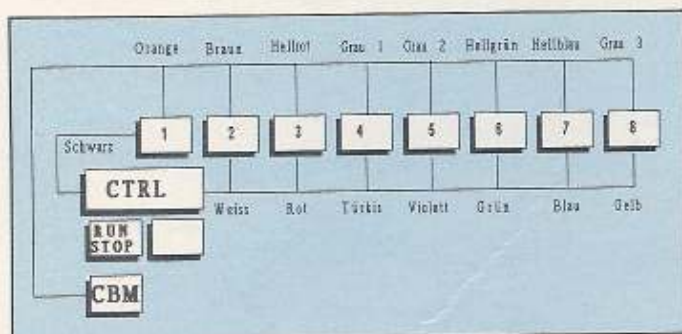 Orange Braun Hellrot Grau 1 Grau 2 Hellgrün Hellblau Grau 3
1 2 3 4 5 6 7 8
Schwarz
CTRL
Weiss Rot Türkis Violett Grün Blau Gelb
RUN
STOP
CBM